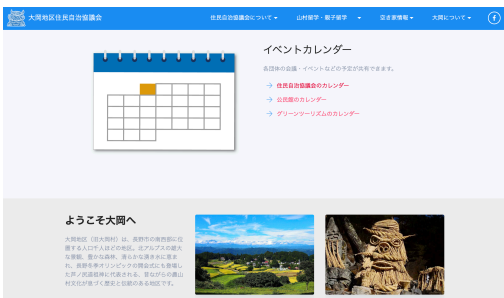 大岡地区住民自治協議会
住民自治協議会について
山村留学・親子留学
空き家情報
大岡について
イベントカレンダー
各団体の会議・イベントなどの予定が共有できます。
→ 住民自治協議会のカレンダー
→ 公民館のカレンダー
→ グリーンツーリズムのカレンダー
ようこそ大岡へ
大岡地区（旧大岡村）は、長野市の南西部に位
置する人口千人ほどの地区。北アルプスの雄大
な景観、豊かな森林、清らかな湧き水に恵ま
れ、長野冬季オリンピックの開会式にも登場し
た芦ノ尻道祖神に代表される、昔ながらの農山
村文化が息づく歴史と伝統のある地区です。